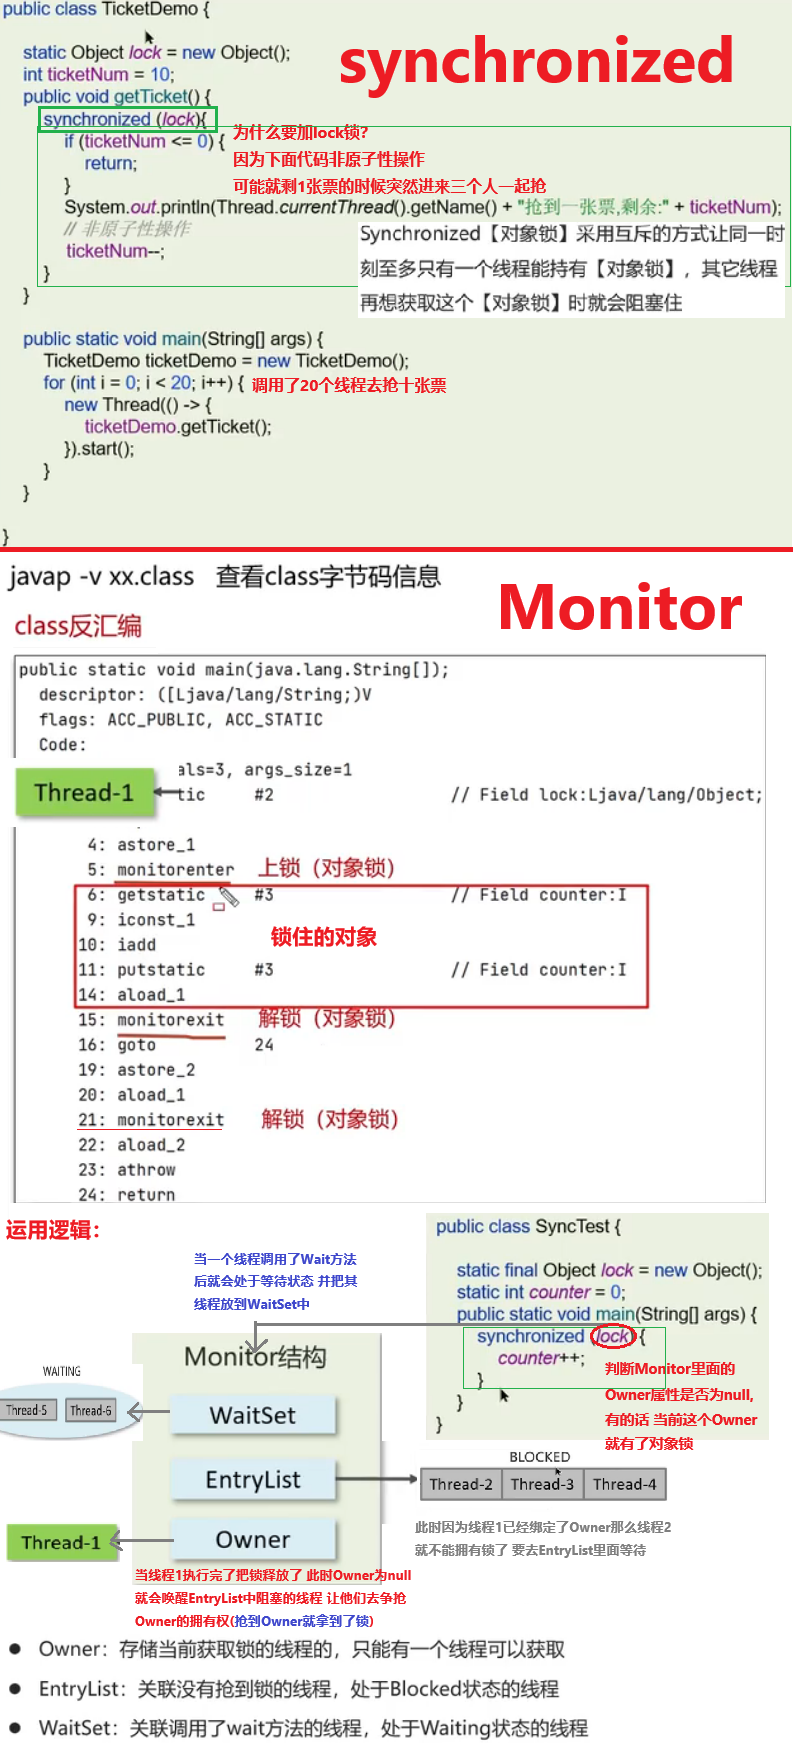 public class TicketDemo {
synchronized
static Object lock = new Object();
int ticketNum = 10;
public void getTicket() {
synchronized (lock){
为什么要加lock锁?
if (ticketNum <= 0) {
因为下面代码非原子性操作
return;
可能就剩1张票的时候突然进来三个人一起抢
}
System.out.println(Thread.currentThread().getName() + "抢到一张票,剩余:" + ticketNum);
// 非原子性操作
ticketNum--;
}
}
Synchronized【对象锁】采用互斥的方式让同一时
刻至多只有一个线程能持有【对象锁】，其它线程
再想获取这个【对象锁】时就会阻塞住
public static void main(String[] args) {
TicketDemo ticketDemo = new TicketDemo();
for (int i = 0; i < 20; i++) { 调用了20个线程去抢十张票
new Thread(() -> {
ticketDemo.getTicket();
}).start();
}
}
}
javap -v xx.class 查看class字节码信息
Monitor
class反汇编
public static void main(java.lang.String[]);
descriptor: ([Ljava/lang/String;)V
flags: ACC_PUBLIC, ACC_STATIC
Code:
als=3, args_size=1
Thread-1
tic #2 // Field lock:Ljava/lang/Object;
4: astore_1
5: monitorenter 上锁（对象锁）
6: getstatic #3 // Field counter:I
9: iconst_1
10: iadd
锁住的对象
11: putstatic #3 // Field counter:I
14: aload_1
15: monitorexit 解锁（对象锁）
16: goto 24
19: astore_2
20: aload_1
21: monitorexit 解锁（对象锁）
22: aload_2
23: athrow
24: return
运用逻辑：
当一个线程调用了Wait方法
后就会处于等待状态 并把其
线程放到WaitSet中
public class SyncTest {
static final Object lock = new Object();
static int counter = 0;
public static void main(String[] args) {
synchronized (lock) {
counter++;
}
}
}
判断Monitor里面的
Owner属性是否为null,
有的话 当前这个Owner
就有了对象锁
Monitor结构
WAITING
Thread-5 Thread-6
WaitSet
EntryList
Owner
BLOCKED
Thread-2 Thread-3 Thread-4
此时因为线程1已经绑定了Owner那么线程2
就不能拥有锁了 要去EntryList里面等待
Thread-1
当线程1执行完了把锁释放了 此时Owner为null
就会唤醒EntryList中阻塞的线程 让他们去争抢
Owner的拥有权(抢到Owner就拿到了锁)
● Owner：存储当前获取锁的线程的，只能有一个线程可以获取
● EntryList：关联没有抢到锁的线程，处于Blocked状态的线程
● WaitSet：关联调用了wait方法的线程，处于Waiting状态的线程